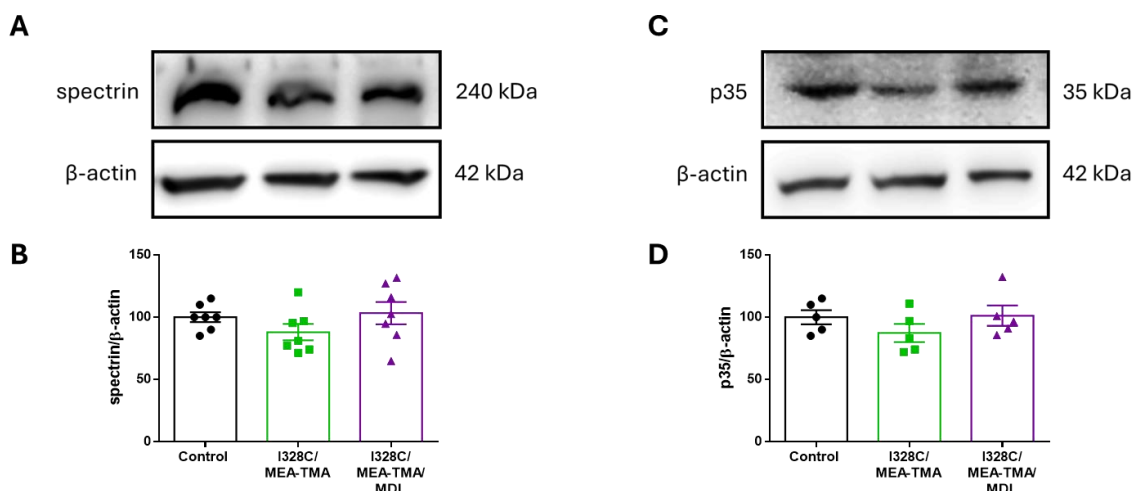 A
spectrin
240 kDa
β-actin
42 kDa
B
spectrin/β-actin
150
100
50
0
Control
I328C/
MEA-TMA
I328C/
MEA-TMA/
MDL
C
p35
35 kDa
β-actin
42 kDa
D
p35/β-actin
150
100
50
0
Control
I328C/
MEA-TMA
I328C/
MEA-TMA/
MDL